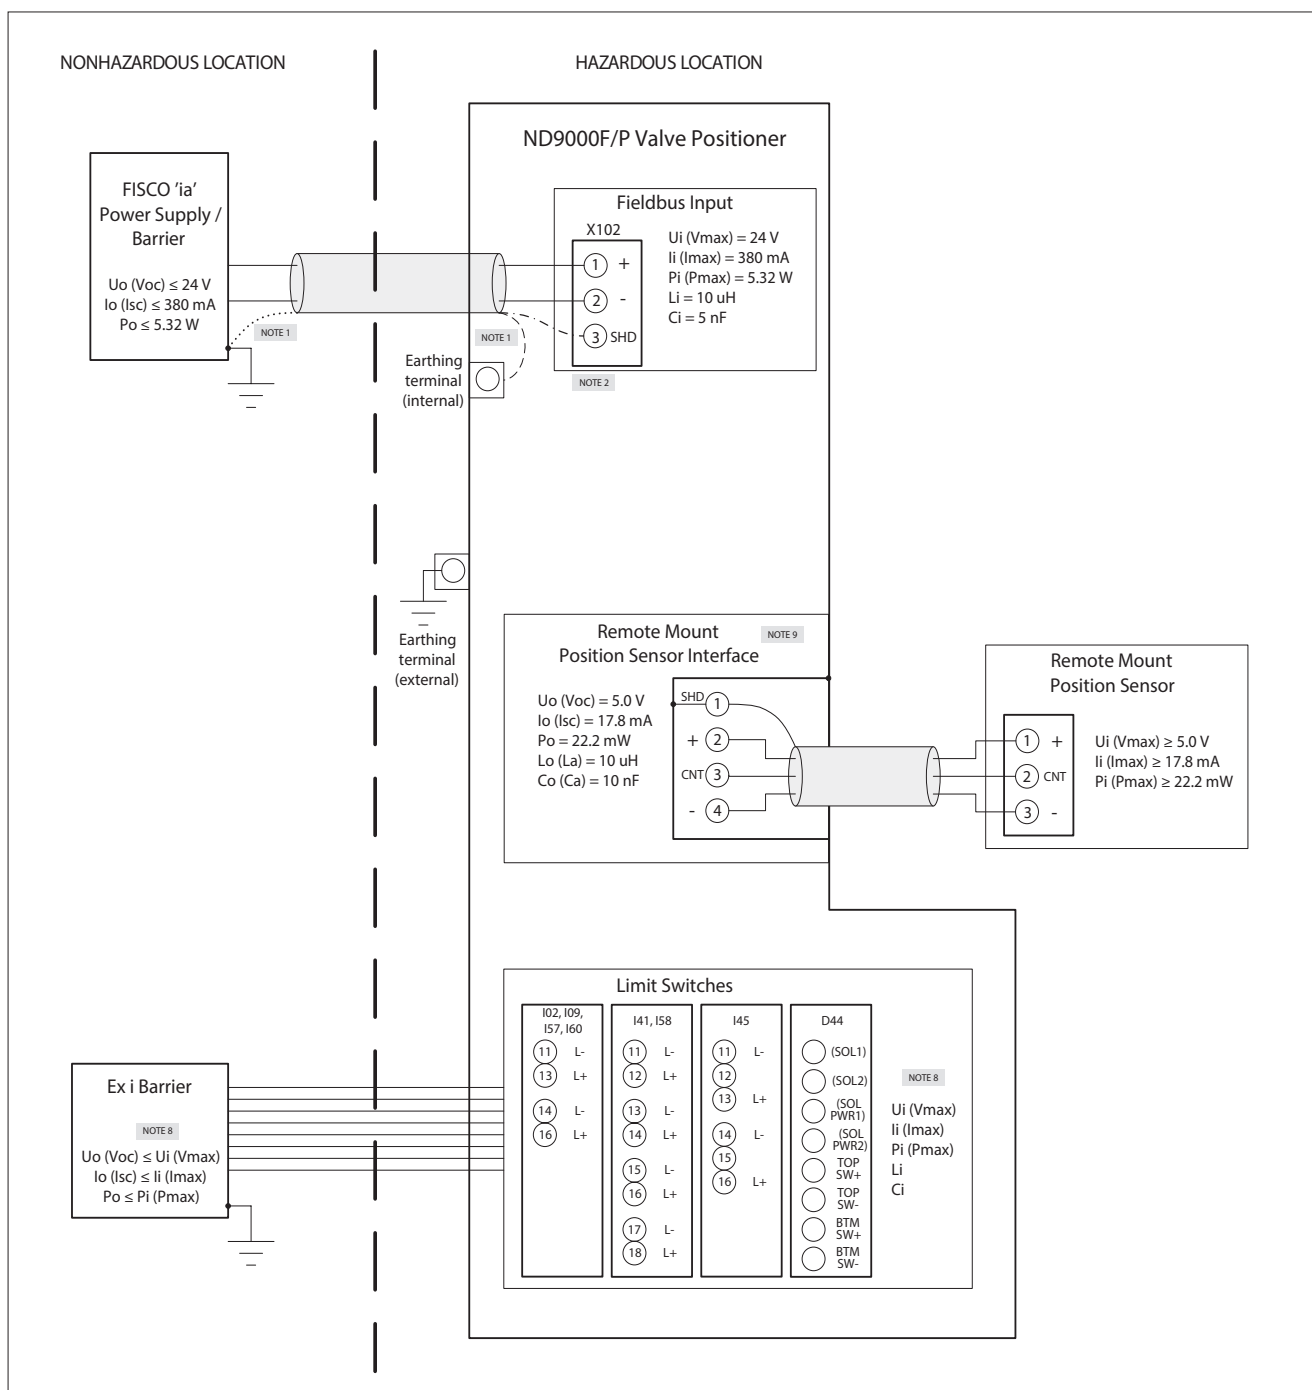 NONHAZARDOUS LOCATION
HAZARDOUS LOCATION
ND9000F/P Valve Positioner
FISCO 'ia'
Power Supply /
Barrier
Uo (Voc) ≤ 24 V
Io (Isc) ≤ 380 mA
Po ≤ 5.32 W
NOTE 1
Fieldbus Input
X102
1 +
2 -
3 SHD
Ui (Vmax) = 24 V
Ii (Imax) = 380 mA
Pi (Pmax) = 5.32 W
Li = 10 uH
Ci = 5 nF
NOTE 1
NOTE 2
Earthing
terminal
(internal)
Earthing
terminal
(external)
Remote Mount
Position Sensor Interface
NOTE 9
Uo (Voc) = 5.0 V
Io (Isc) = 17.8 mA
Po = 22.2 mW
Lo (La) = 10 uH
Co (Ca) = 10 nF
SHD 1
+ 2
CNT 3
- 4
Remote Mount
Position Sensor
1 +
2 CNT
3 -
Ui (Vmax) ≥ 5.0 V
Ii (Imax) ≥ 17.8 mA
Pi (Pmax) ≥ 22.2 mW
Limit Switches
I02, I09,
I57, I60
11 L-
13 L+
14 L-
16 L+
I41, I58
11 L-
12 L+
13 L-
14 L+
15 L-
16 L+
17 L-
18 L+
I45
11 L-
12
13 L+
14 L-
15
16 L+
D44
(SOL1)
(SOL2)
(SOL
PWR1)
(SOL
PWR2)
TOP
SW+
TOP
SW-
BTM
SW+
BTM
SW-
NOTE 8
Ui (Vmax)
Ii (Imax)
Pi (Pmax)
Li
Ci
Ex i Barrier
NOTE 8
Uo (Voc) ≤ Ui (Vmax)
Io (Isc) ≤ Ii (Imax)
Po ≤ Pi (Pmax)